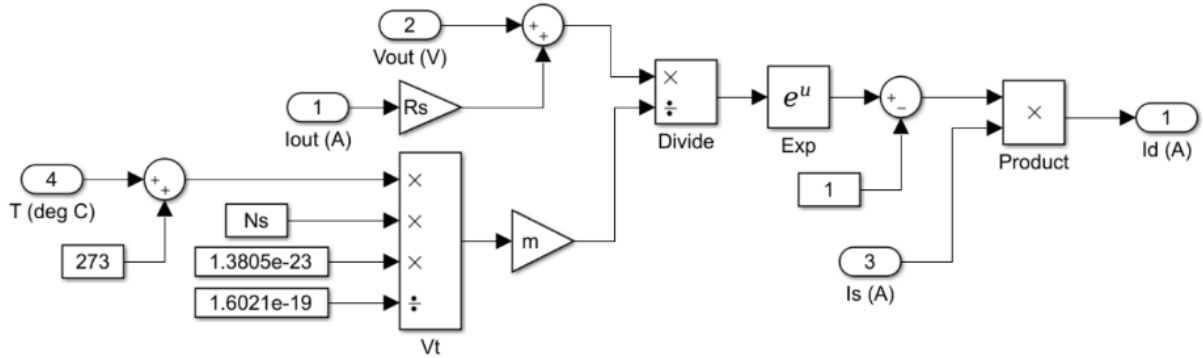 2
Vout (V)
+
+
1
Iout (A)
Rs
×
÷
Divide
e^u
Exp
+
−
1
×
Product
1
Id (A)
4
T (deg C)
+
+
273
Ns
1.3805e-23
1.6021e-19
×
×
×
÷
Vt
m
3
Is (A)